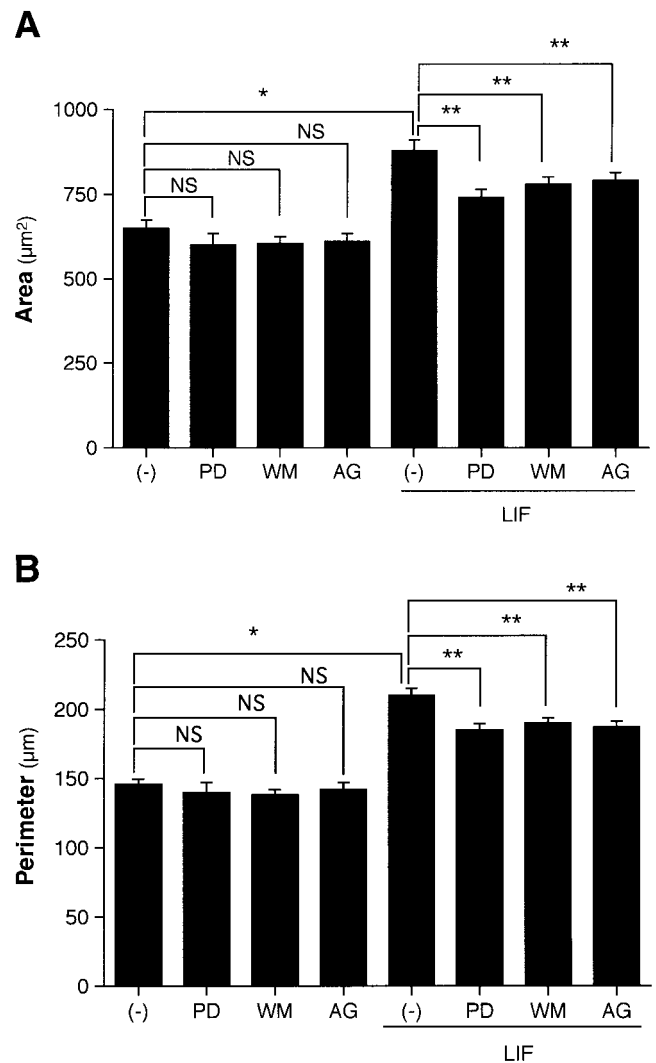 A
**
**
*
**
1000
NS
NS
NS
750
500
250
0
Area (μm²)
(-) PD WM AG (-) PD WM AG
LIF
B
**
**
*
**
250
NS
NS
NS
200
150
100
50
0
Perimeter (μm)
(-) PD WM AG (-) PD WM AG
LIF